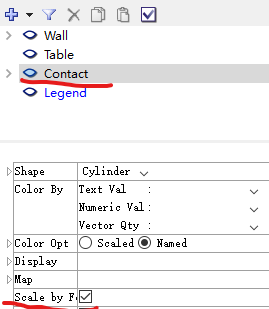 Wall
Table
Contact
Legend
Shape Cylinder
Color By Text Val :
Numeric Val:
Vector Qty :
Color Opt Scaled Named
Display
Map
Scale by F